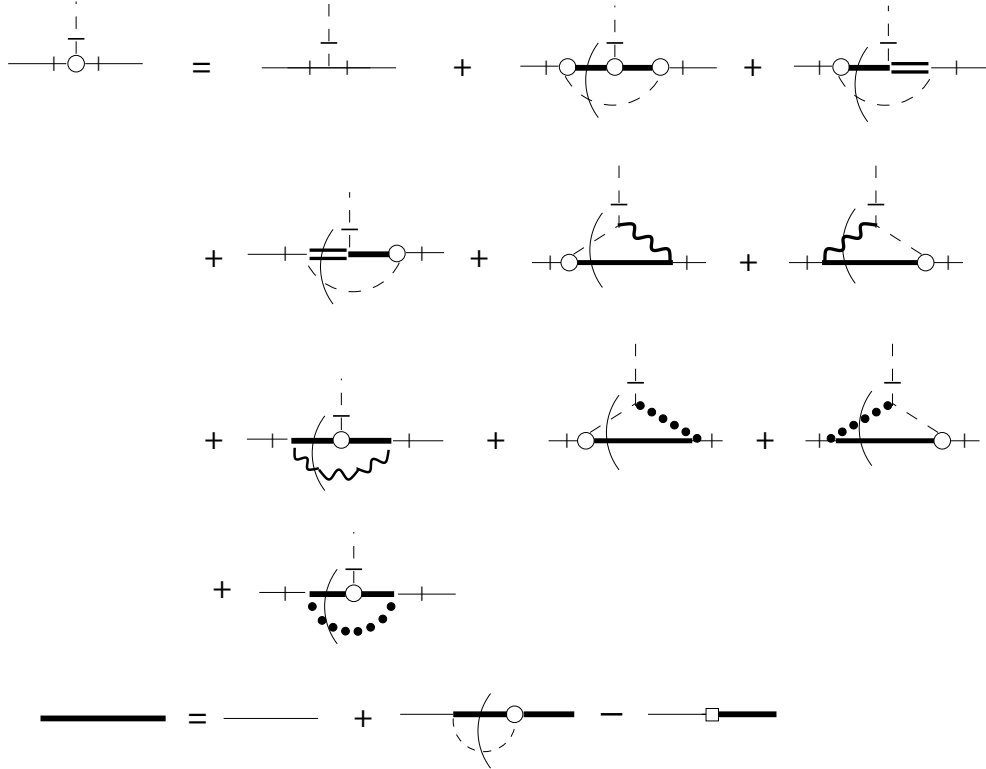 = + +
+ + +
+ + +
+
= + −